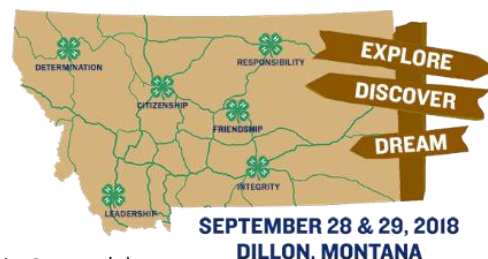 EXPLORE
DISCOVER
DREAM
DETERMINATION
RESPONSIBILITY
CITIZENSHIP
FRIENDSHIP
INTEGRITY
LEADERSHIP
SEPTEMBER 28 & 29, 2018
DILLON, MONTANA